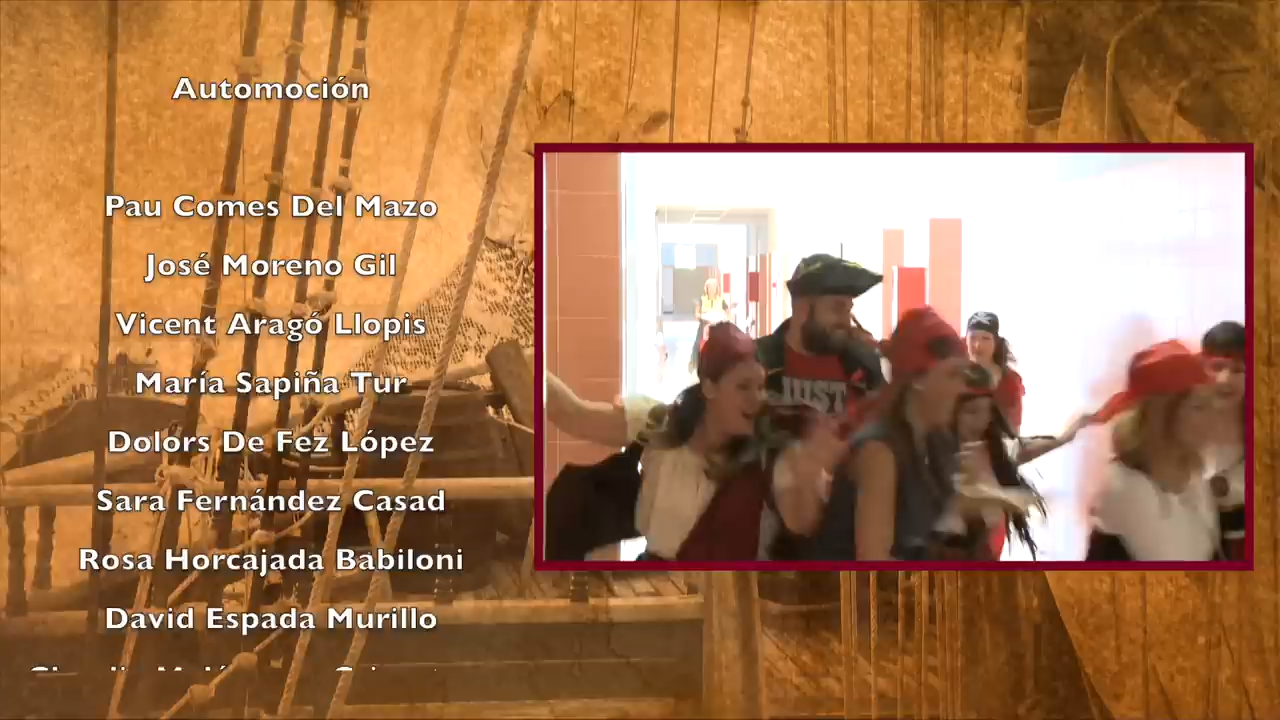 Automoción
Pau Comes Del Mazo
José Moreno Gil
Vicent Aragó Llopis
María Sapiña Tur
Dolors De Fez López
Sara Fernández Casad
Rosa Horcajada Babiloni
David Espada Murillo
JUST